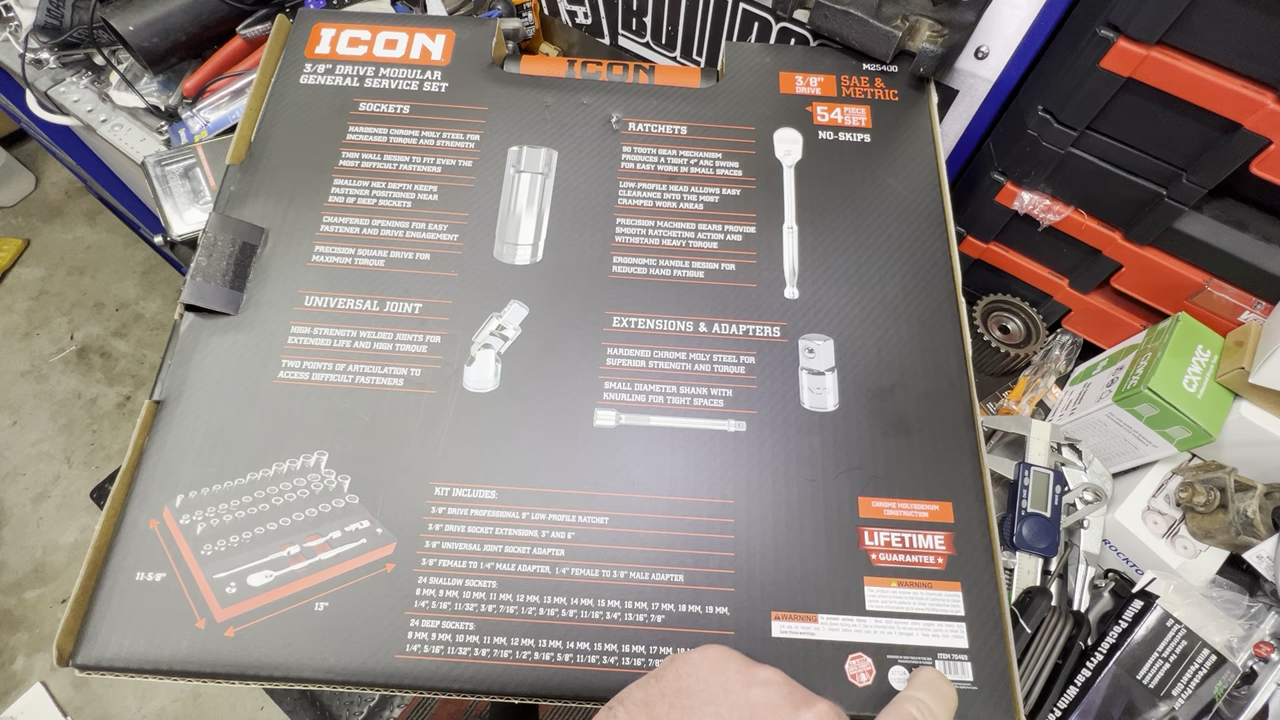 BULLDO
ICON
3/8" DRIVE MODULAR
GENERAL SERVICE SET
ICON
M25400
3/8"
DRIVE
SAE &
METRIC
54 PIECE
SET
NO-SKIPS
SOCKETS
HARDENED CHROME MOLY STEEL FOR
INCREASED TORQUE AND STRENGTH
THIN WALL DESIGN TO FIT EVEN THE
MOST DIFFICULT FASTENERS
SHALLOW HEX DEPTH KEEPS
FASTENER POSITIONED NEAR
END OF DEEP SOCKETS
CHAMFERED OPENINGS FOR EASY
FASTENER AND DRIVE ENGAGEMENT
PRECISION SQUARE DRIVE FOR
MAXIMUM TORQUE
RATCHETS
90 TOOTH GEAR MECHANISM
PRODUCES A TIGHT 4° ARC SWING
FOR EASY WORK IN SMALL SPACES
LOW-PROFILE HEAD ALLOWS EASY
CLEARANCE INTO THE MOST
CRAMPED WORK AREAS
PRECISION MACHINED GEARS PROVIDE
SMOOTH RATCHETING ACTION AND
WITHSTAND HEAVY TORQUE
ERGONOMIC HANDLE DESIGN FOR
REDUCED HAND FATIGUE
UNIVERSAL JOINT
HIGH-STRENGTH WELDED JOINTS FOR
EXTENDED LIFE AND HIGH TORQUE
TWO POINTS OF ARTICULATION TO
ACCESS DIFFICULT FASTENERS
EXTENSIONS & ADAPTERS
HARDENED CHROME MOLY STEEL FOR
SUPERIOR STRENGTH AND TORQUE
SMALL DIAMETER SHANK WITH
KNURLING FOR TIGHT SPACES
11-5/8"
13"
KIT INCLUDES:
3/8" DRIVE PROFESSIONAL 9" LOW-PROFILE RATCHET
3/8" DRIVE SOCKET EXTENSIONS, 3" AND 6"
3/8" UNIVERSAL JOINT SOCKET ADAPTER
3/8" FEMALE TO 1/4" MALE ADAPTER, 1/4" FEMALE TO 3/8" MALE ADAPTER
24 SHALLOW SOCKETS:
8 MM, 9 MM, 10 MM, 11 MM, 12 MM, 13 MM, 14 MM, 15 MM, 16 MM, 17 MM, 18 MM, 19 MM,
1/4", 5/16", 11/32", 3/8", 7/16", 1/2", 9/16", 5/8", 11/16", 3/4", 13/16", 7/8"
24 DEEP SOCKETS:
8 MM, 9 MM, 10 MM, 11 MM, 12 MM, 13 MM, 14 MM, 15 MM, 16 MM, 17 MM,
1/4", 5/16", 11/32", 3/8", 7/16", 1/2", 9/16", 5/8", 11/16", 3/4", 13/16", 7/8"
CHROME MOLYBDENUM
CONSTRUCTION
LIFETIME
GUARANTEE
WARNING
WARNING
ITEM 70469
CXWXC
CXWXC
ROCKTO
Mini Pocket Pry Bar With Po